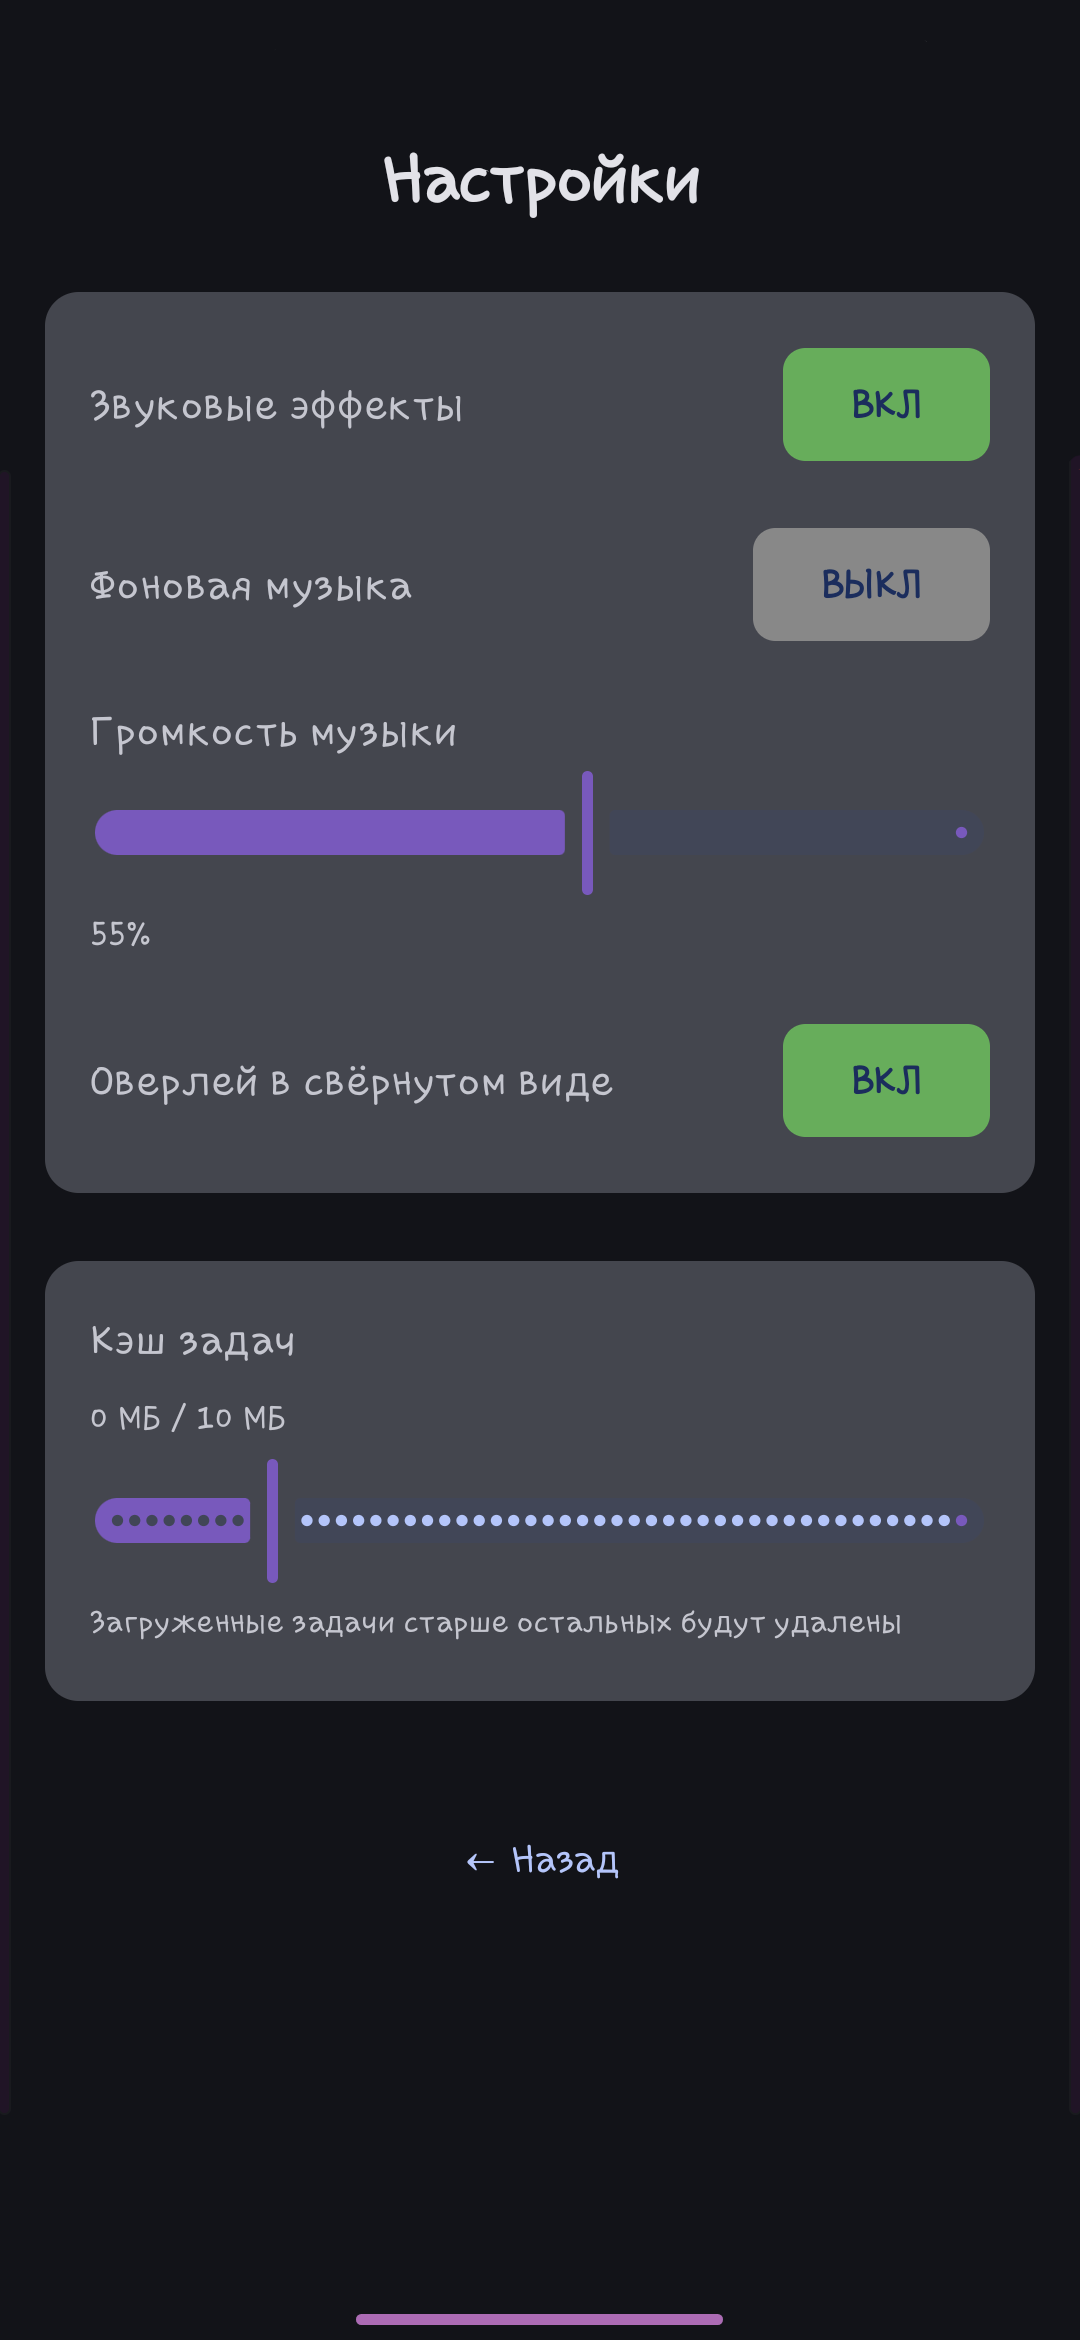 Настройки
Звуковые эффекты
ВКЛ
Фоновая музыка
ВЫКЛ
Громкость музыки
55%
Оверлей в свёрнутом виде
ВКЛ
Кэш задач
0 МБ / 10 МБ
Загруженные задачи старше остальных будут удалены
← Назад